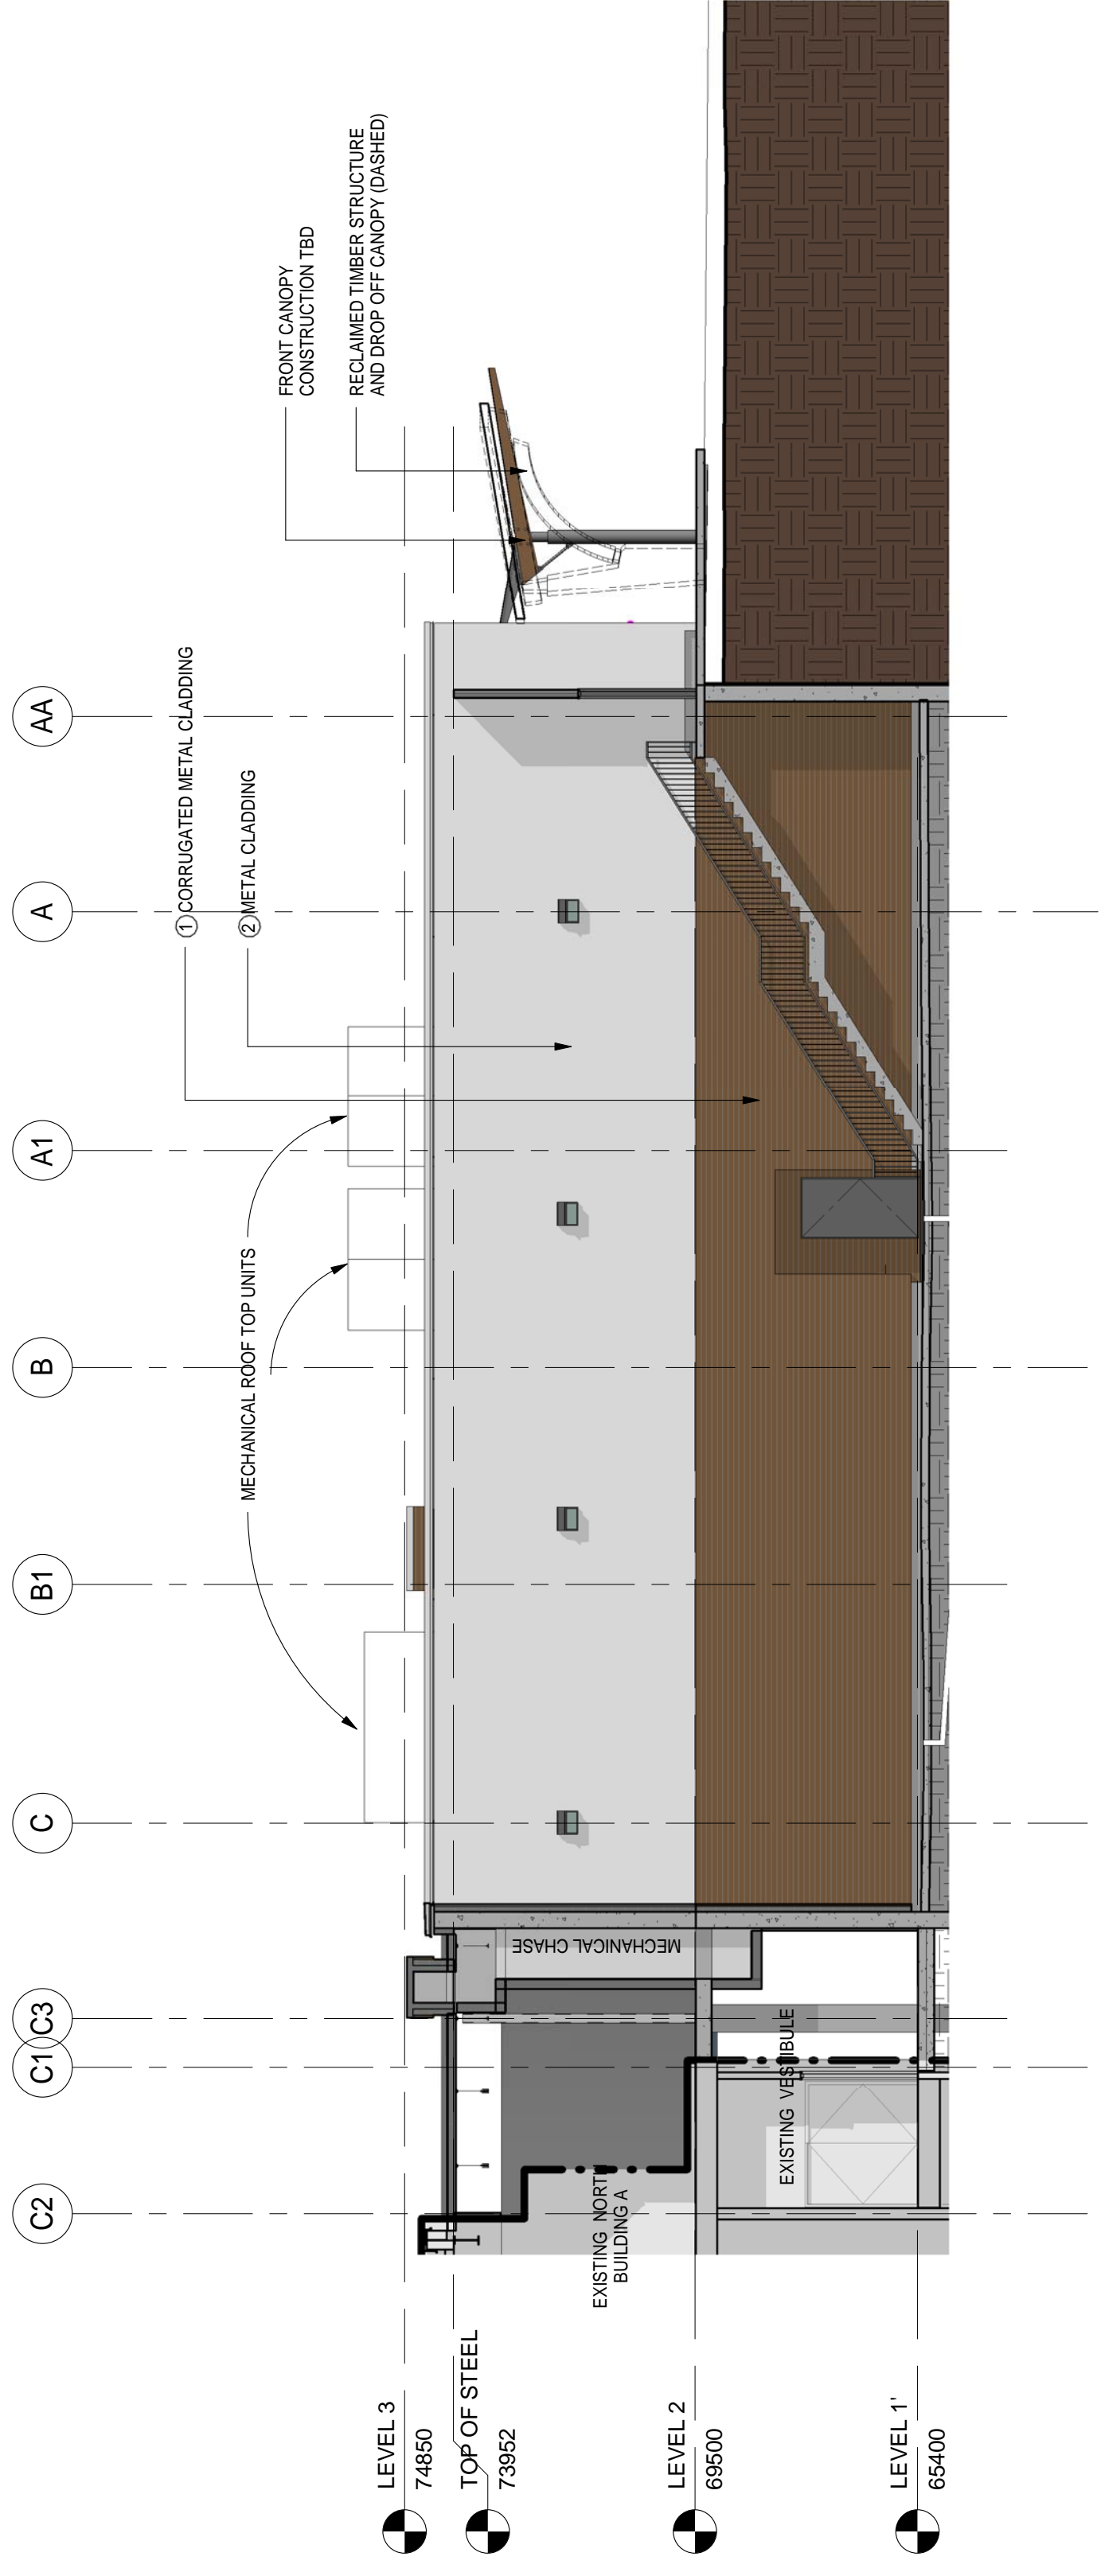 C2
C1
C3
C
B1
B
A1
A
AA
1 CORRUGATED METAL CLADDING
2 METAL CLADDING
MECHANICAL ROOF TOP UNITS
FRONT CANOPY
CONSTRUCTION TBD
RECLAIMED TIMBER STRUCTURE
AND DROP OFF CANOPY (DASHED)
LEVEL 3
74850
TOP OF STEEL
73952
MECHANICAL CHASE
EXISTING NORTH
BUILDING A
LEVEL 2
69500
EXISTING VESTIBULE
LEVEL 1'
65400